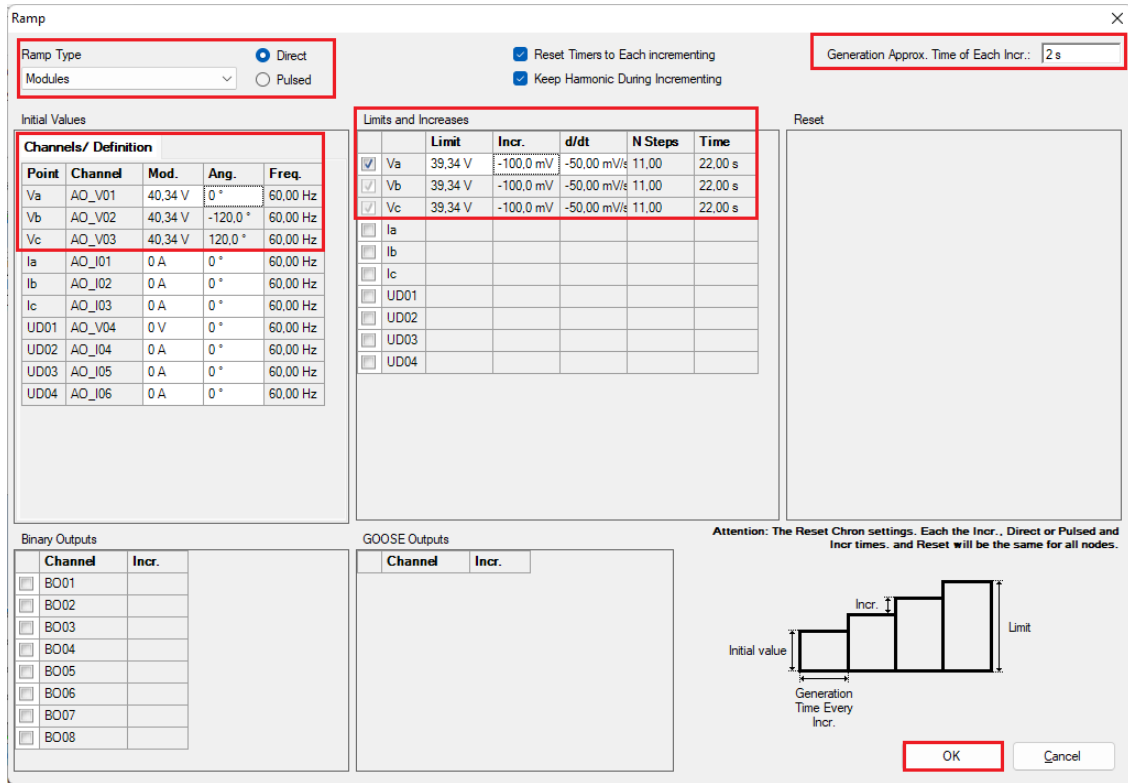 Ramp
Ramp Type
Direct
Modules
Pulsed
Reset Timers to Each incrementing
Keep Harmonic During Incrementing
Generation Approx. Time of Each Incr.: 2 s
Initial Values
Channels/ Definition
Point Channel Mod. Ang. Freq.
Va AO_V01 40,34 V 0 ° 60,00 Hz
Vb AO_V02 40,34 V -120,0 ° 60,00 Hz
Vc AO_V03 40,34 V 120,0 ° 60,00 Hz
Ia AO_I01 0 A 0 ° 60,00 Hz
Ib AO_I02 0 A 0 ° 60,00 Hz
Ic AO_I03 0 A 0 ° 60,00 Hz
UD01 AO_V04 0 V 0 ° 60,00 Hz
UD02 AO_I04 0 A 0 ° 60,00 Hz
UD03 AO_I05 0 A 0 ° 60,00 Hz
UD04 AO_I06 0 A 0 ° 60,00 Hz
Limits and Increases
Limit Incr. d/dt N Steps Time
Va 39,34 V -100,0 mV -50,00 mV/s 11,00 22,00 s
Vb 39,34 V -100,0 mV -50,00 mV/s 11,00 22,00 s
Vc 39,34 V -100,0 mV -50,00 mV/s 11,00 22,00 s
Ia
Ib
Ic
UD01
UD02
UD03
UD04
Reset
Binary Outputs
Channel Incr.
BO01
BO02
BO03
BO04
BO05
BO06
BO07
BO08
GOOSE Outputs
Channel Incr.
Attention: The Reset Chron settings. Each the Incr., Direct or Pulsed and
Incr times. and Reset will be the same for all nodes.
Incr.
Limit
Initial value
Generation
Time Every
Incr.
OK
Cancel